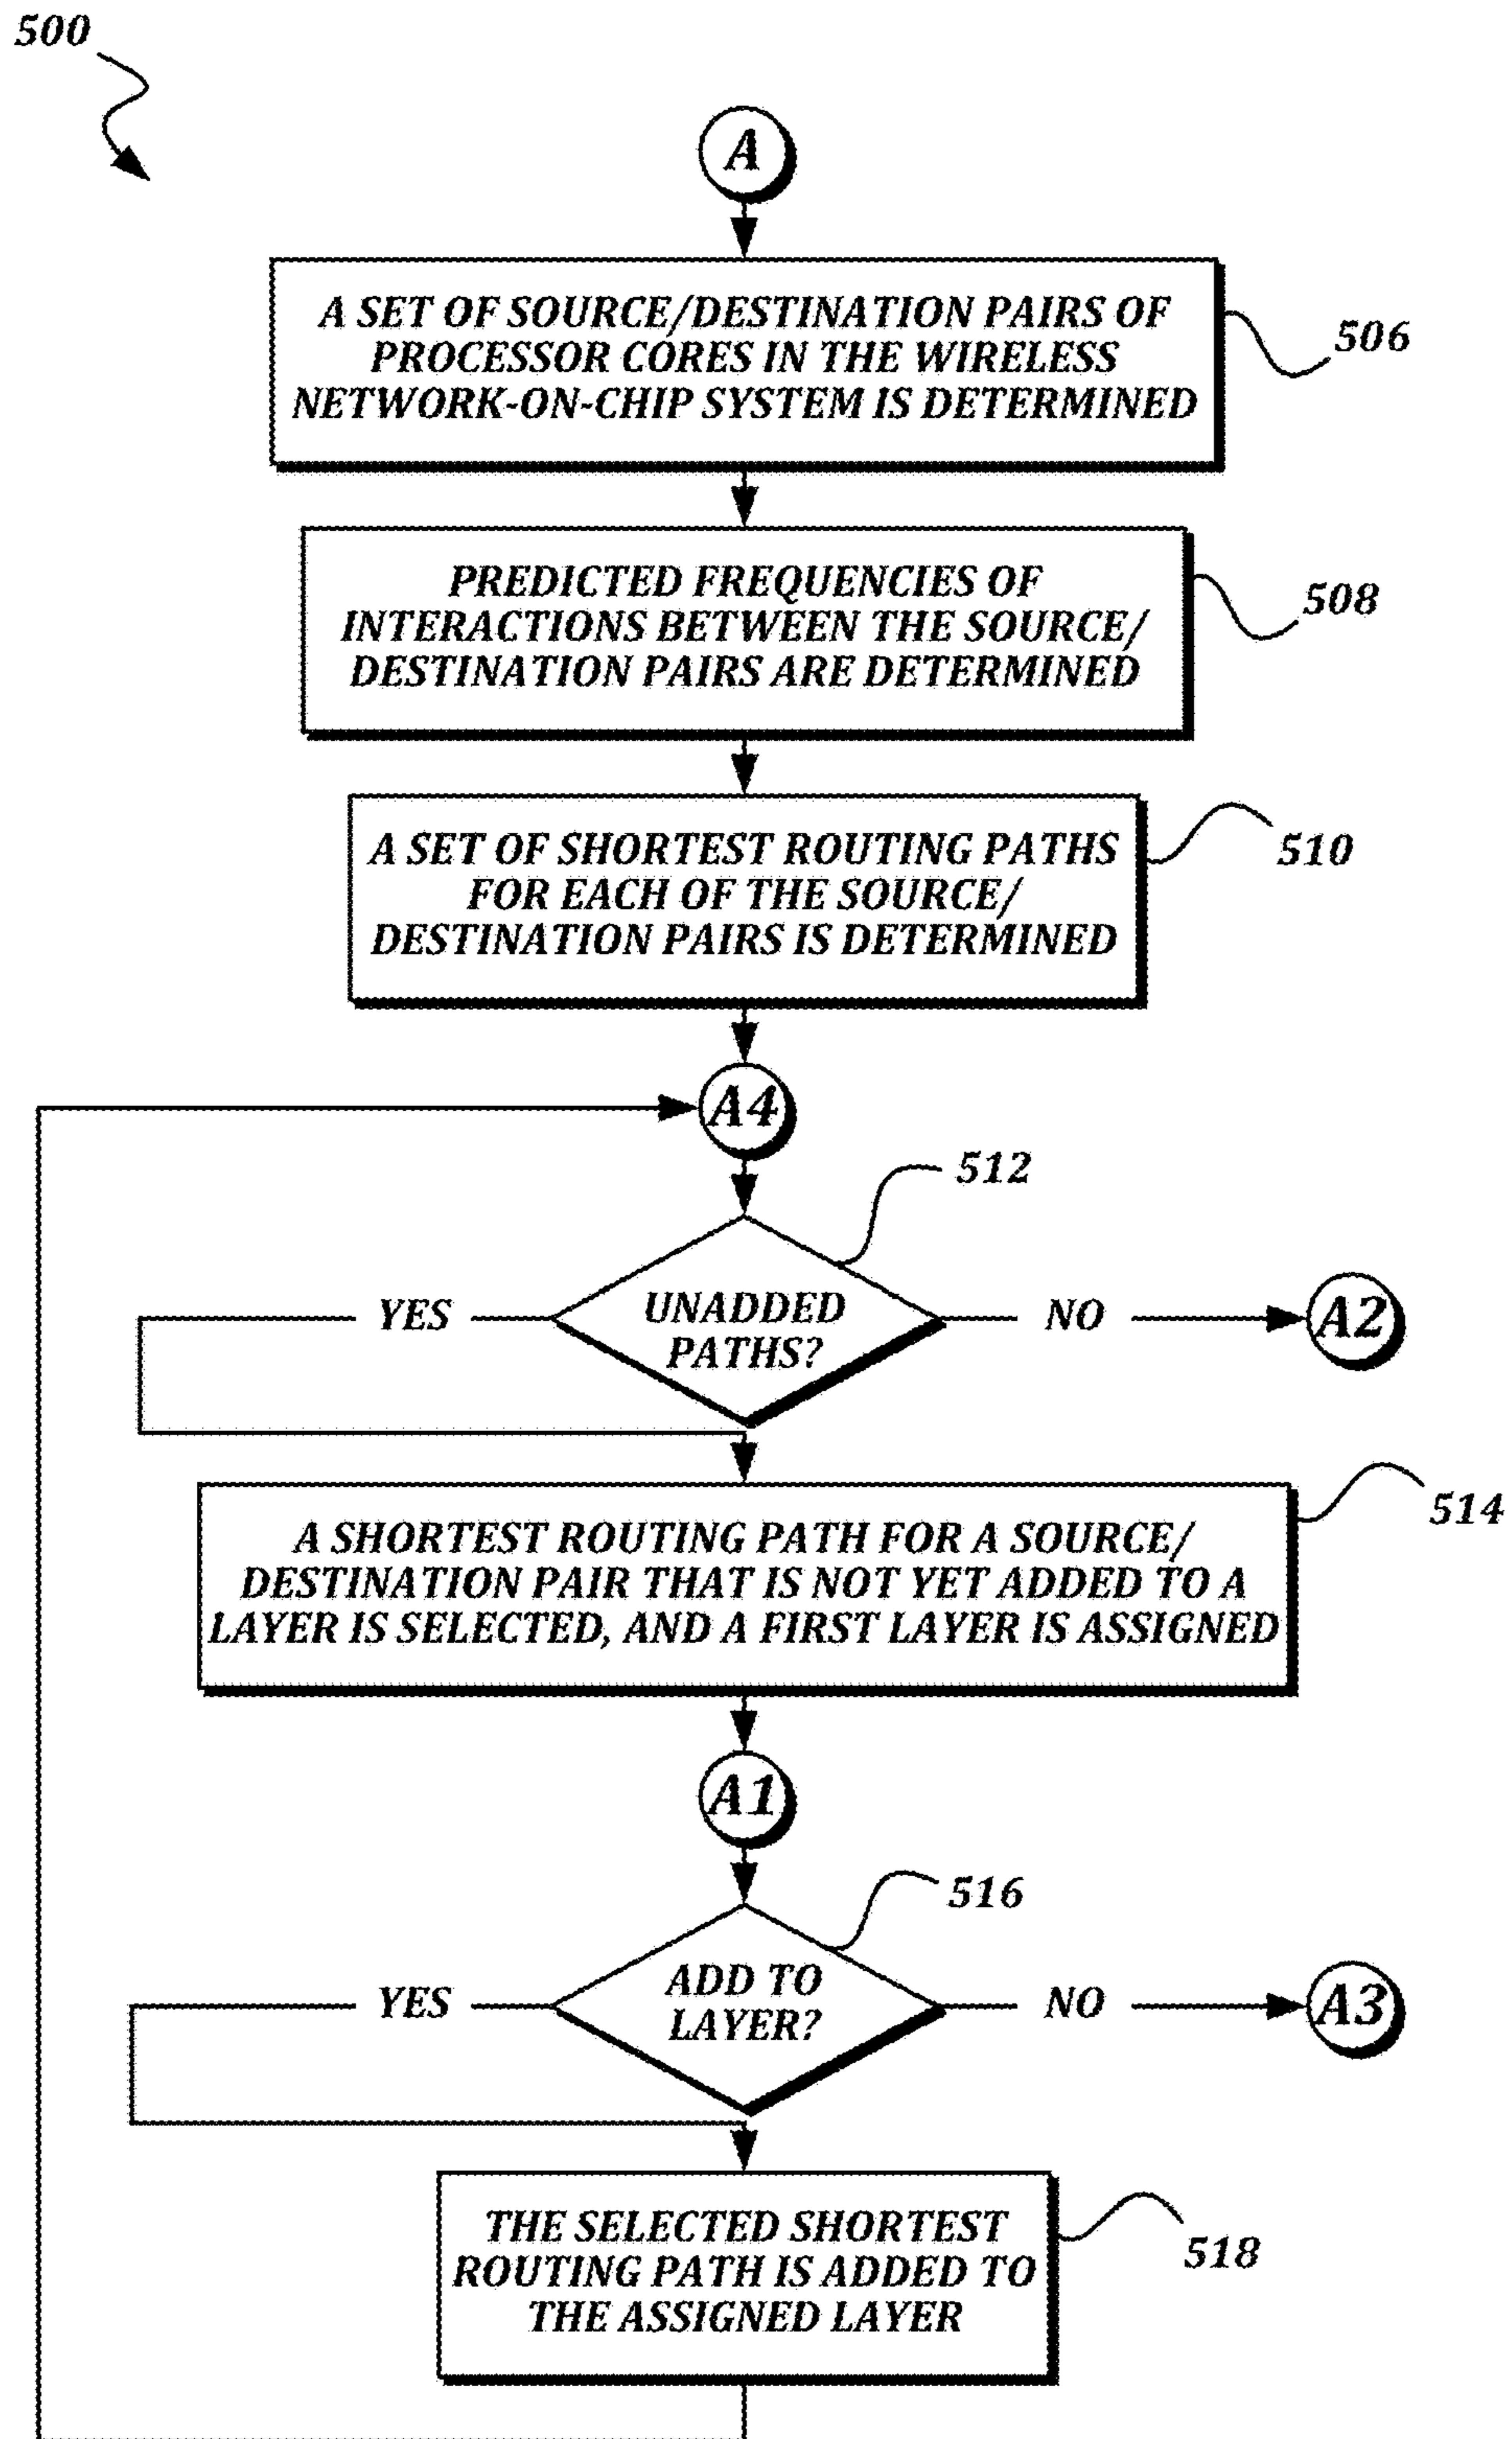 500
A
A SET OF SOURCE/DESTINATION PAIRS OF
PROCESSOR CORES IN THE WIRELESS
NETWORK-ON-CHIP SYSTEM IS DETERMINED
506
PREDICTED FREQUENCIES OF
INTERACTIONS BETWEEN THE SOURCE/
DESTINATION PAIRS ARE DETERMINED
508
A SET OF SHORTEST ROUTING PATHS
FOR EACH OF THE SOURCE/
DESTINATION PAIRS IS DETERMINED
510
A4
512
YES
UNADDED
PATHS?
NO
A2
A SHORTEST ROUTING PATH FOR A SOURCE/
DESTINATION PAIR THAT IS NOT YET ADDED TO A
LAYER IS SELECTED, AND A FIRST LAYER IS ASSIGNED
514
A1
516
YES
ADD TO
LAYER?
NO
A3
THE SELECTED SHORTEST
ROUTING PATH IS ADDED TO
THE ASSIGNED LAYER
518